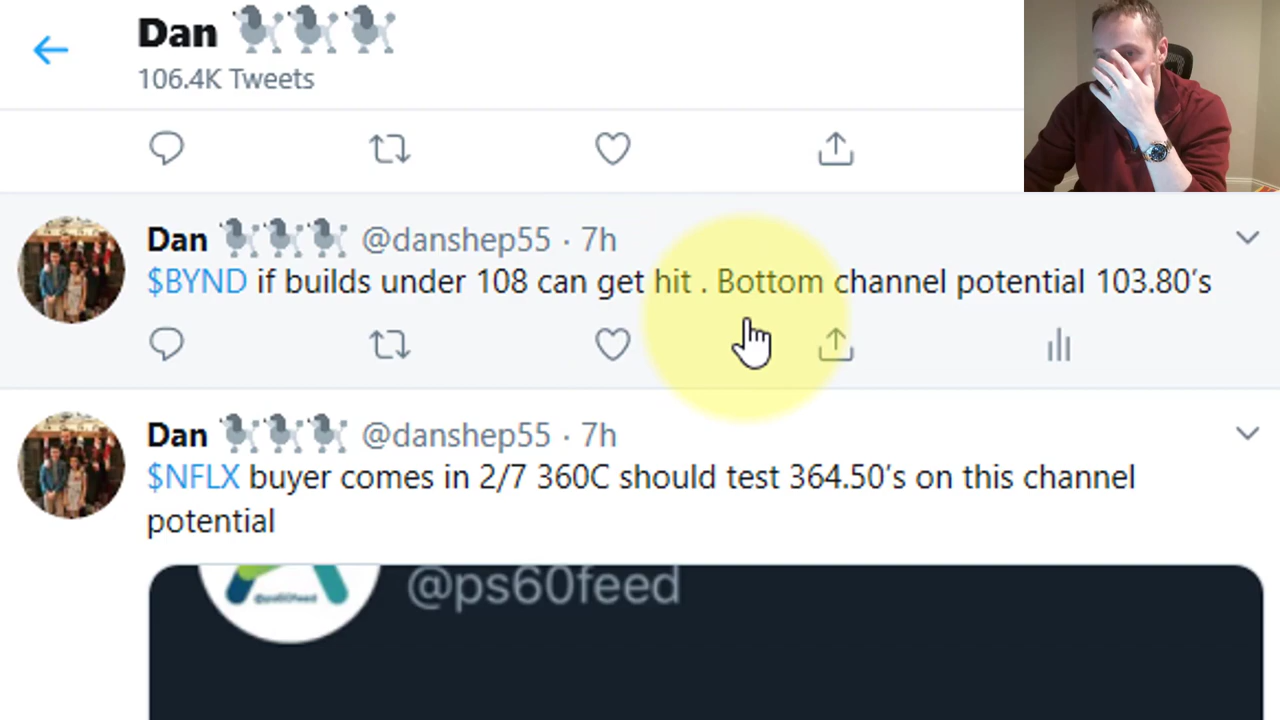 Dan 🐩🐩🐩
106.4K Tweets
Dan 🐩🐩🐩 @danshep55 · 7h
$BYND if builds under 108 can get hit . Bottom channel potential 103.80's
Dan 🐩🐩🐩 @danshep55 · 7h
$NFLX buyer comes in 2/7 360C should test 364.50's on this channel
potential
@ps60feed
@ps60feed